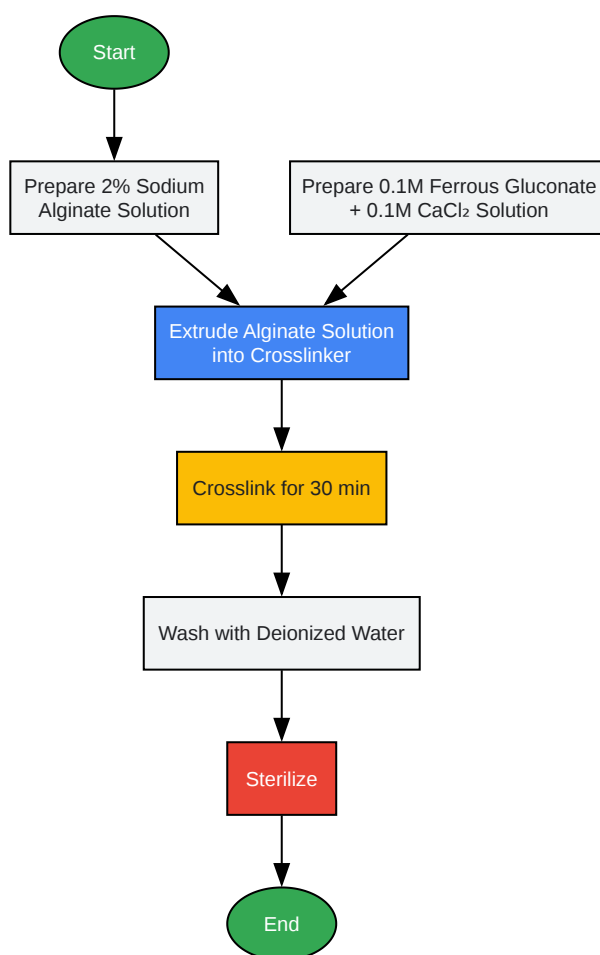 Start
Prepare 2% Sodium
Alginate Solution
Prepare 0.1M Ferrous Gluconate
+ 0.1M CaCl₂ Solution
Extrude Alginate Solution
into Crosslinker
Crosslink for 30 min
Wash with Deionized Water
Sterilize
End